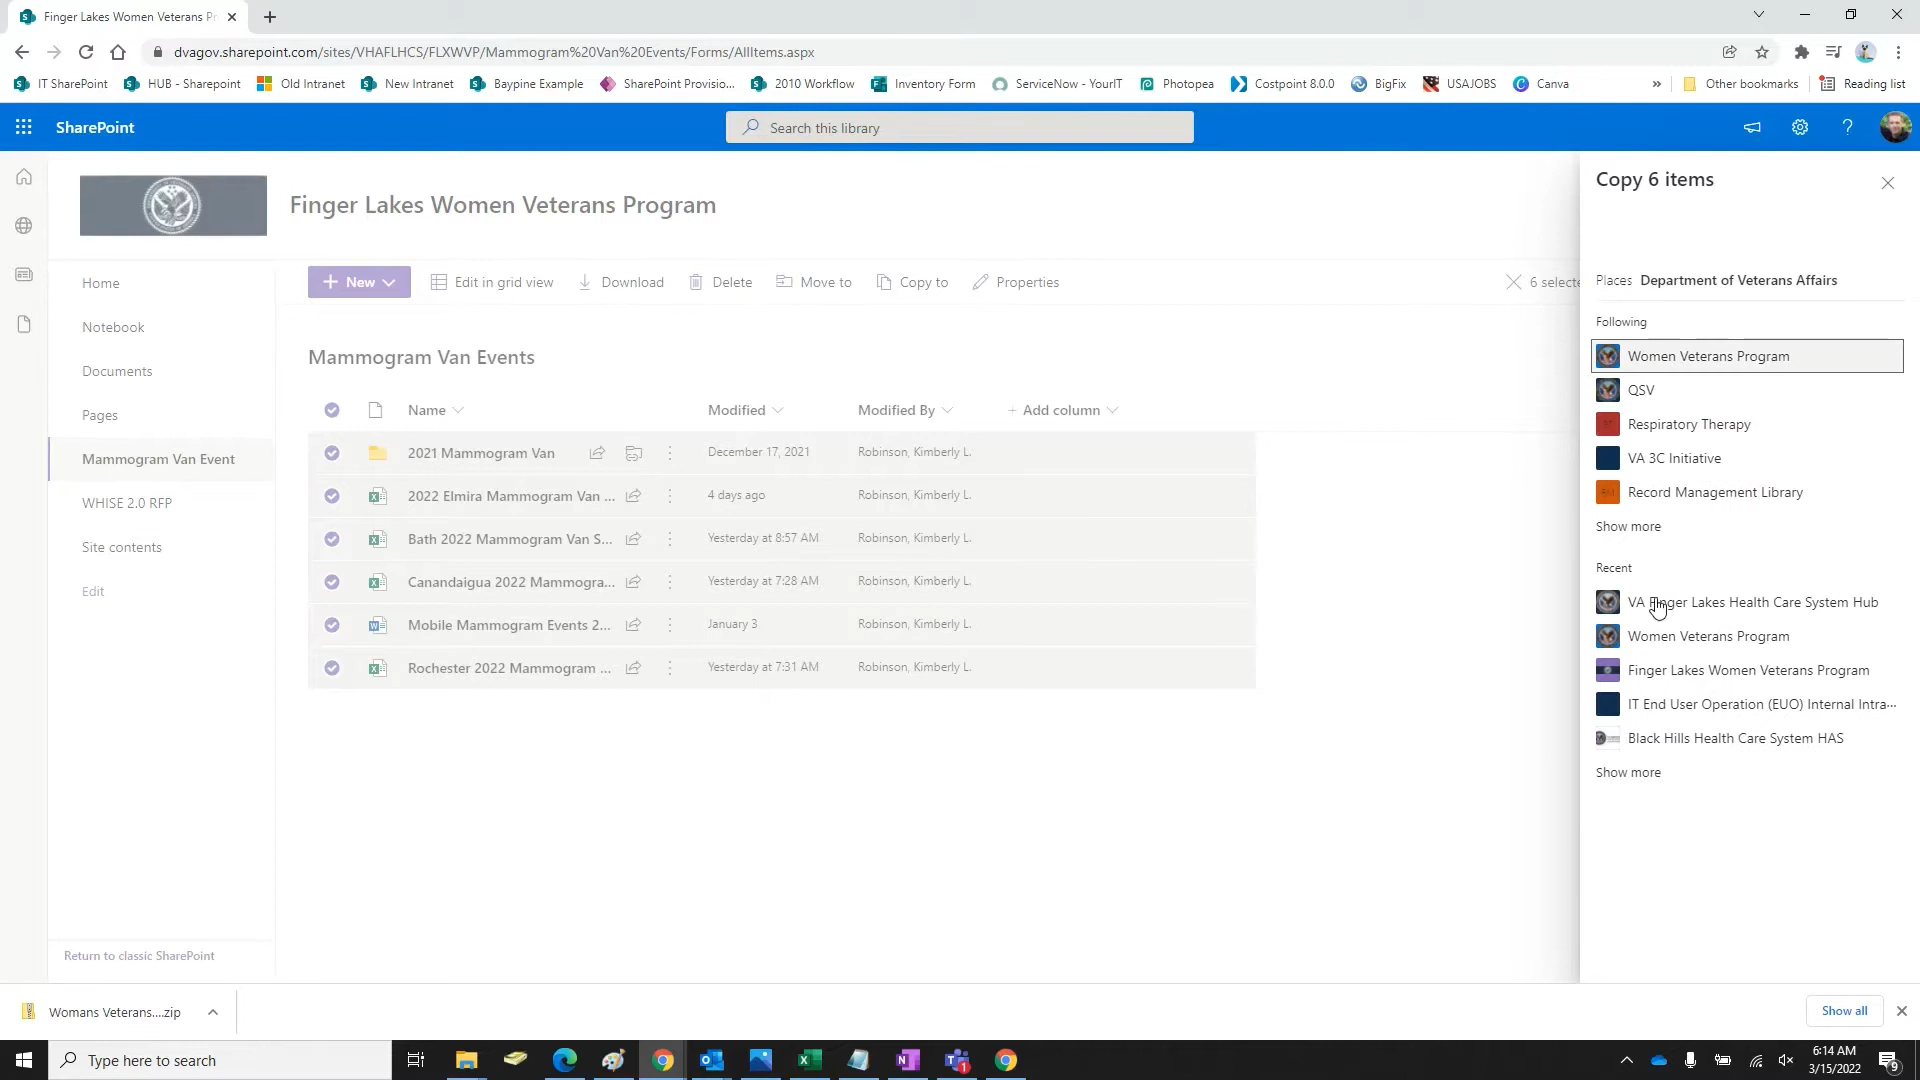 Finger Lakes Women Veterans Pr
dvagov.sharepoint.com/sites/VHAFLHCS/FLXWVP/Mammogram%20Van%20Events/Forms/AllItems.aspx
IT SharePoint HUB - Sharepoint Old Intranet New Intranet Baypine Example SharePoint Provisio... 2010 Workflow Inventory Form ServiceNow - YourIT Photopea Costpoint 8.0.0 BigFix USAJOBS Canva » Other bookmarks Reading list
SharePoint Search this library
Finger Lakes Women Veterans Program
Home
Notebook
Documents
Pages
Mammogram Van Event
WHISE 2.0 RFP
Site contents
Edit
Return to classic SharePoint
New Edit in grid view Download Delete Move to Copy to Properties 6 selecte
Mammogram Van Events
Name Modified Modified By + Add column
2021 Mammogram Van December 17, 2021 Robinson, Kimberly L.
2022 Elmira Mammogram Van ... 4 days ago Robinson, Kimberly L.
Bath 2022 Mammogram Van S... Yesterday at 8:57 AM Robinson, Kimberly L.
Canandaigua 2022 Mammogra... Yesterday at 7:28 AM Robinson, Kimberly L.
Mobile Mammogram Events 2... January 3 Robinson, Kimberly L.
Rochester 2022 Mammogram ... Yesterday at 7:31 AM Robinson, Kimberly L.
Copy 6 items
Places Department of Veterans Affairs
Following
Women Veterans Program
QSV
Respiratory Therapy
VA 3C Initiative
Record Management Library
Show more
Recent
VA Finger Lakes Health Care System Hub
Women Veterans Program
Finger Lakes Women Veterans Program
IT End User Operation (EUO) Internal Intra...
Black Hills Health Care System HAS
Show more
Womans Veterans....zip Show all
Type here to search
6:14 AM
3/15/2022